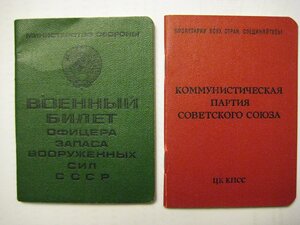 МИНИСТЕРСТВО ОБОРОНЫ
ВОЕННЫЙ
БИЛЕТ
ОФИЦЕРА
ЗАПАСА
ВООРУЖЕННЫХ
СИЛ
СССР
ПРОЛЕТАРИИ ВСЕХ СТРАН, СОЕДИНЯЙТЕСЬ!
КОММУНИСТИЧЕСКАЯ
ПАРТИЯ
СОВЕТСКОГО СОЮЗА
ЦК КПСС